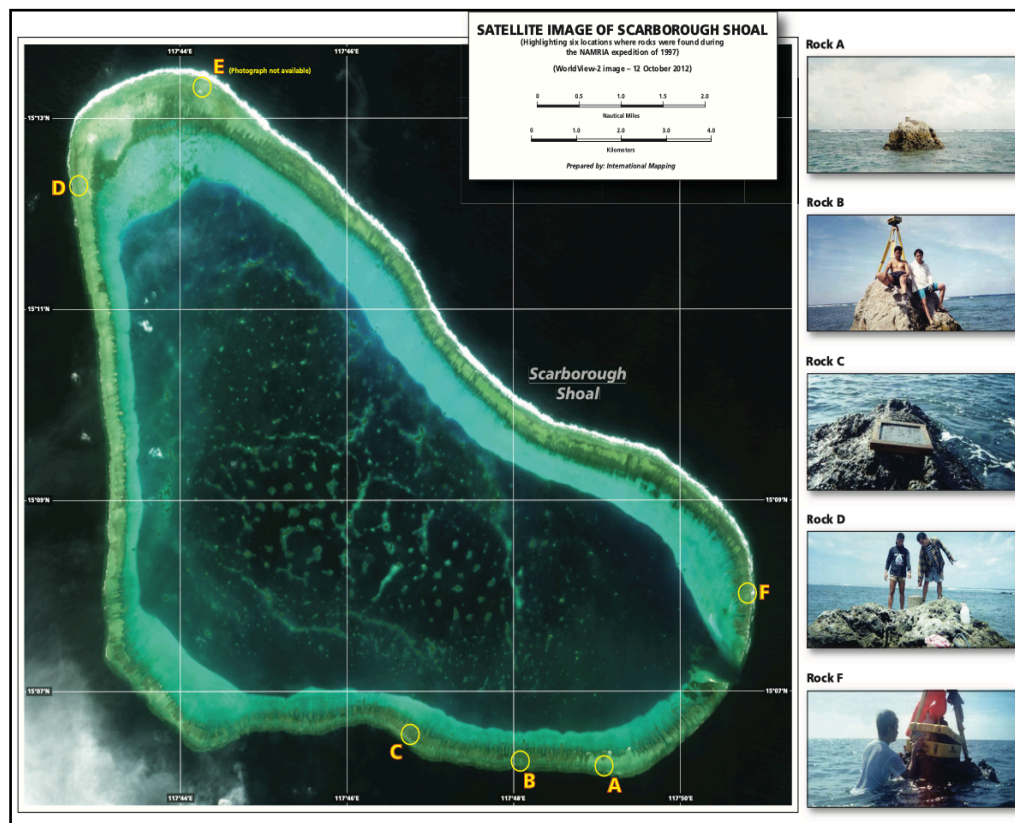 SATELLITE IMAGE OF SCARBOROUGH SHOAL
(Highlighting six locations where rocks were found during
the NAMRIA expedition of 1997)
(WorldView-2 image – 12 October 2012)
0 0.5 1.0 1.5 2.0
Nautical Miles
0 1.0 2.0 3.0 4.0
Kilometers
Prepared by: International Mapping
117°44'E 117°46'E
E (Photograph not available)
15°13'N
D
15°11'N
Scarborough
Shoal
15°09'N 15°09'N
F
15°07'N 15°07'N
C
B
A
117°44'E 117°46'E 117°48'E 117°50'E
Rock A
Rock B
Rock C
Rock D
Rock F